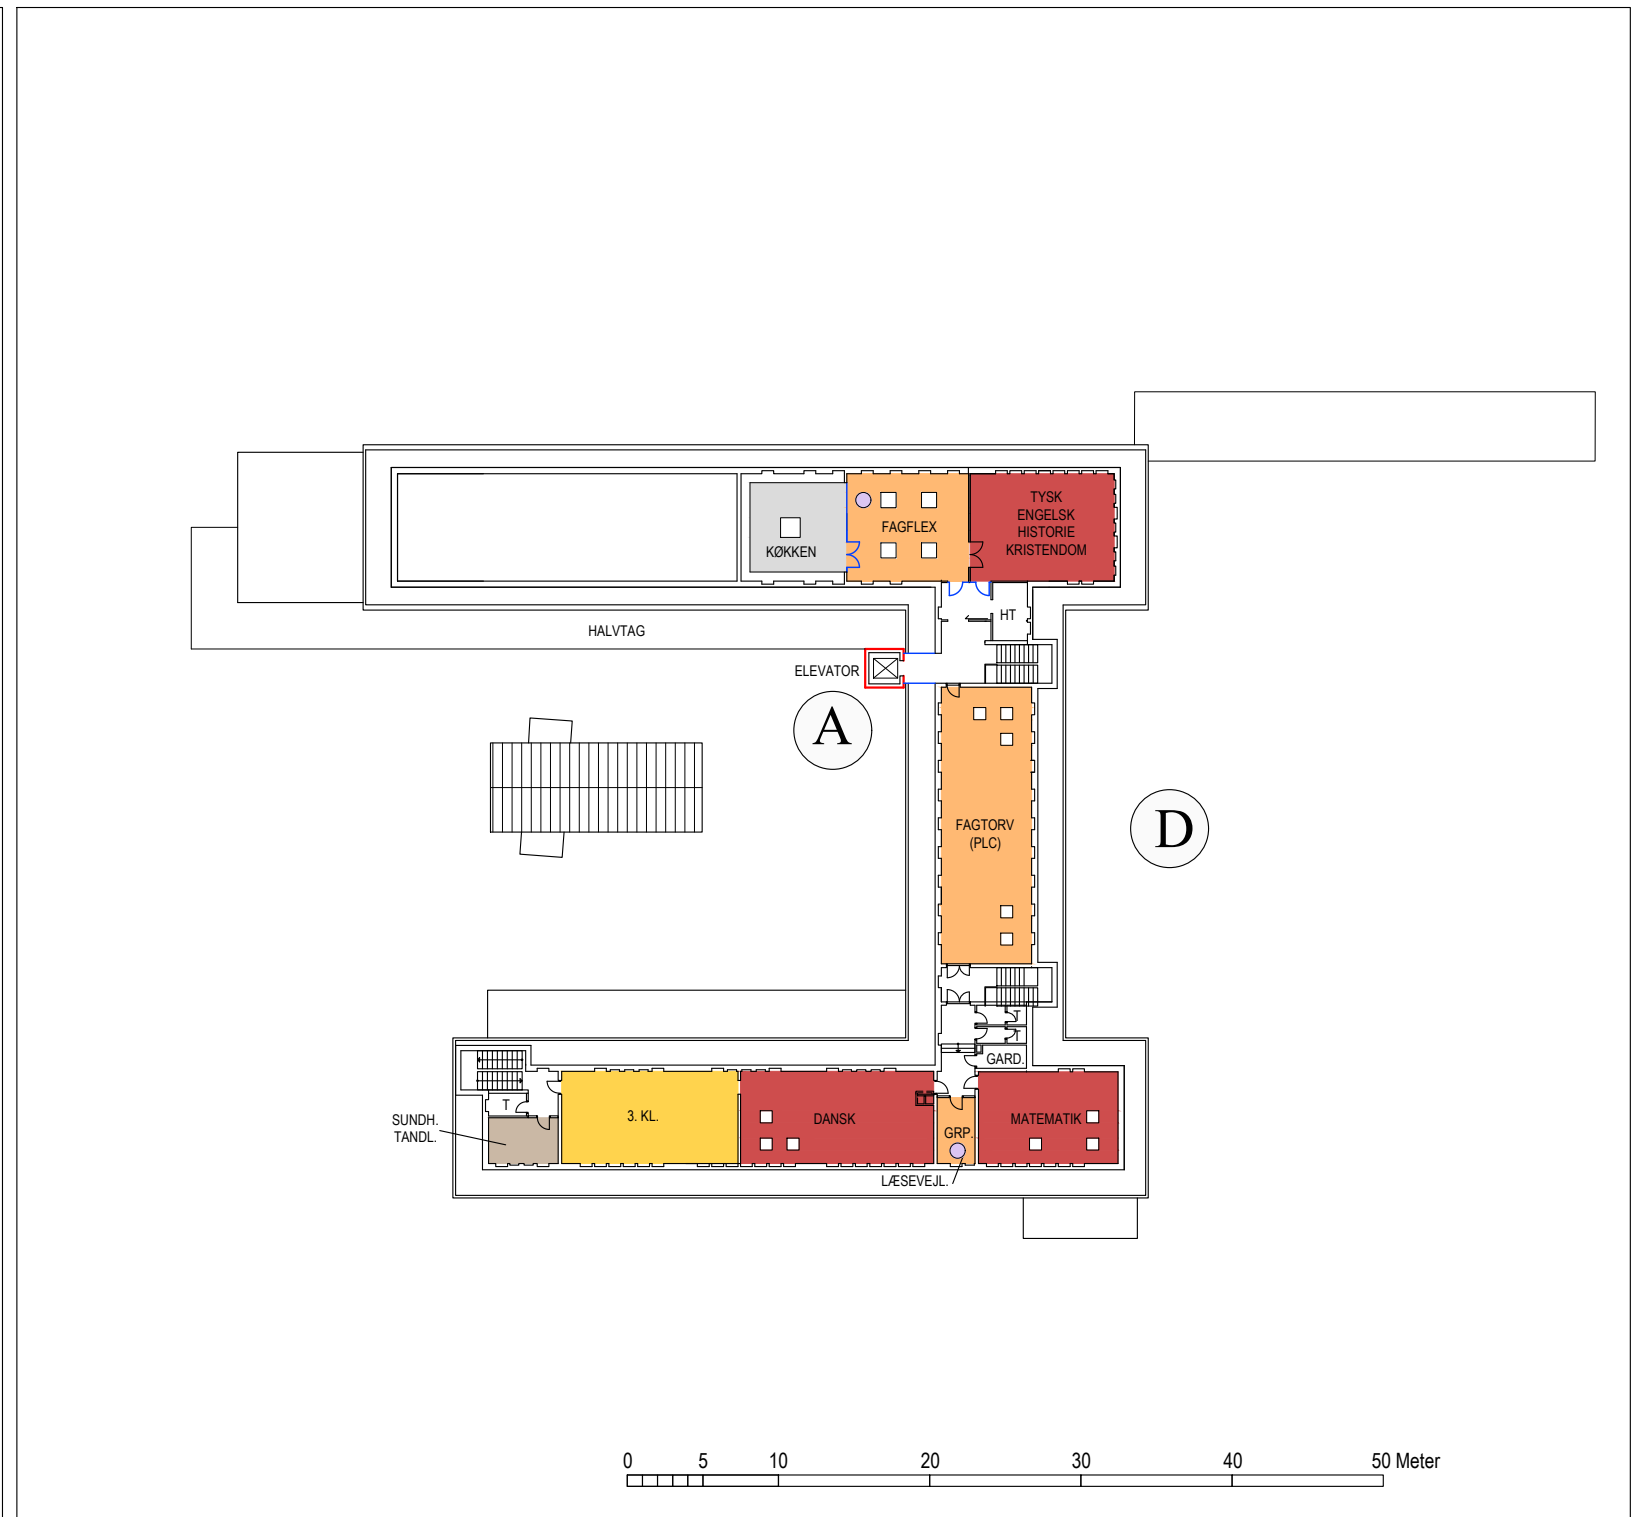 TYSK
ENGELSK
HISTORIE
KRISTENDOM
FAGFLEX
KØKKEN
HT
HALVTAG
ELEVATOR
A
FAGTORV
(PLC)
D
T
T
GARD.
T
SUNDH.
TANDL.
3. KL.
DANSK
GRP.
MATEMATIK
LÆSEVEJL.
0 5 10 20 30 40 50 Meter